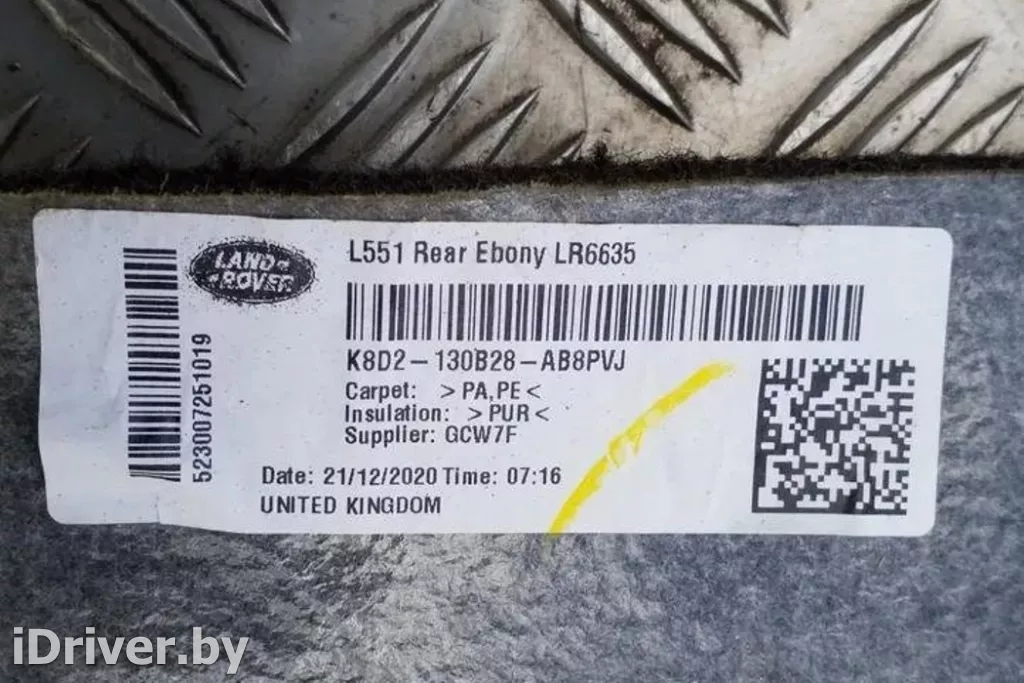 L551 Rear Ebony LR6635
LAND
ROVER
523007251019
K8D2-130B28-AB8PVJ
Carpet: >PA,PE<
Insulation: >PUR<
Supplier: GCW7F
Date: 21/12/2020 Time: 07:16
UNITED KINGDOM
iDriver.by